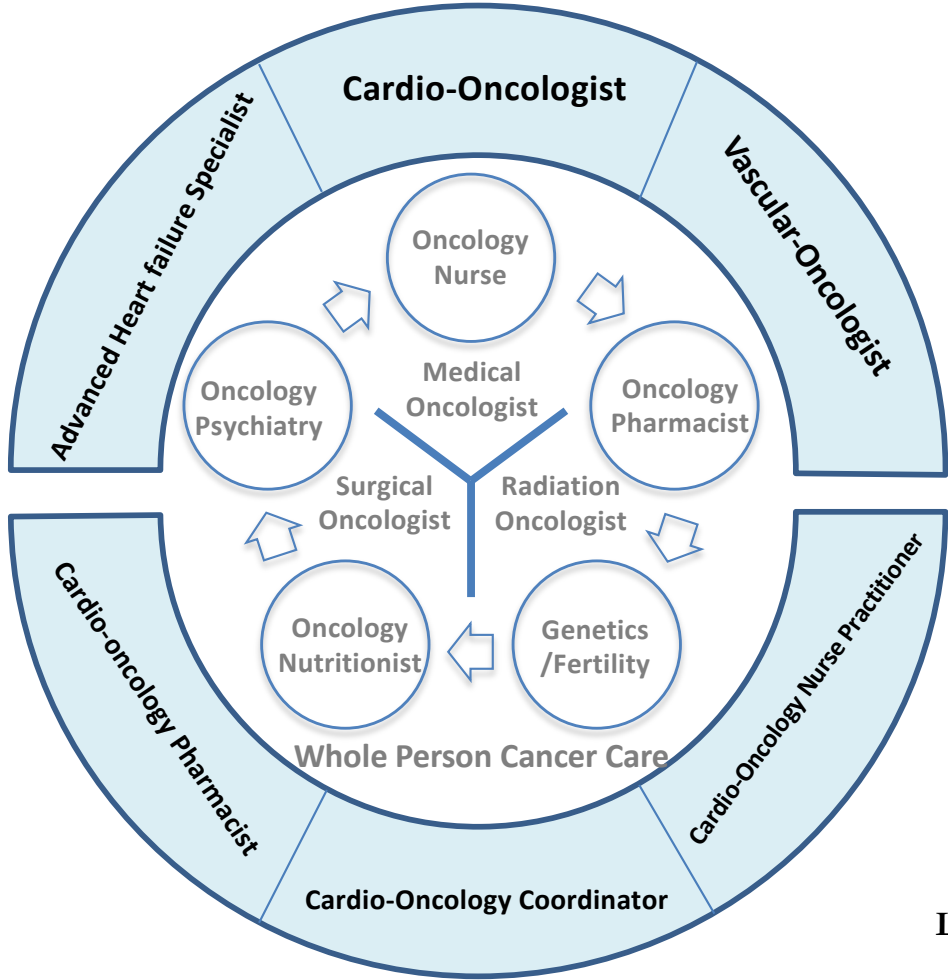 Cardio-Oncologist
Advanced Heart failure Specialist
Vascular-Oncologist
Oncology
Nurse
Oncology
Psychiatry
Medical
Oncologist
Oncology
Pharmacist
Surgical
Oncologist
Radiation
Oncologist
Oncology
Nutritionist
Genetics
/Fertility
Whole Person Cancer Care
Cardio-oncology Pharmacist
Cardio-Oncology Nurse Practitioner
Cardio-Oncology Coordinator